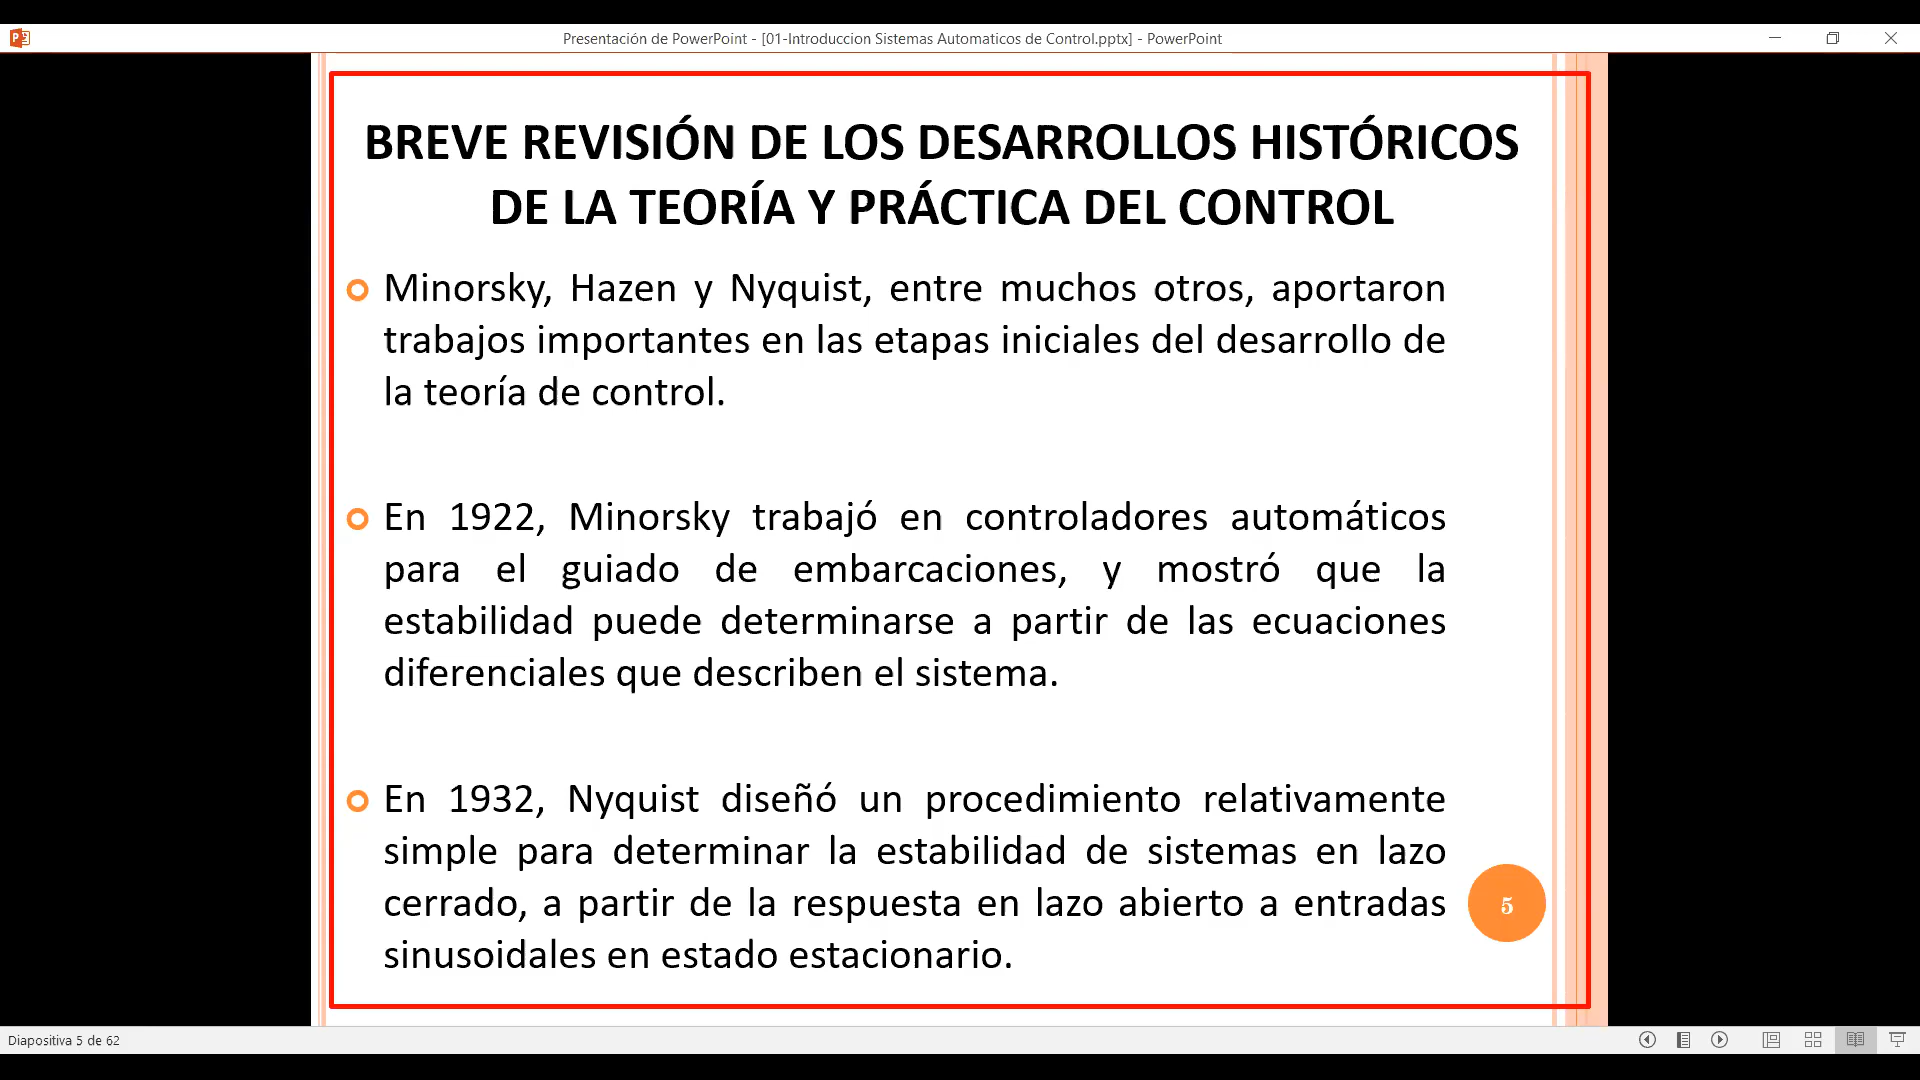 Presentación de PowerPoint - [01-Introduccion Sistemas Automaticos de Control.pptx] - PowerPoint
BREVE REVISIÓN DE LOS DESARROLLOS HISTÓRICOS
DE LA TEORÍA Y PRÁCTICA DEL CONTROL
Minorsky, Hazen y Nyquist, entre muchos otros, aportaron
trabajos importantes en las etapas iniciales del desarrollo de
la teoría de control.
En 1922, Minorsky trabajó en controladores automáticos
para el guiado de embarcaciones, y mostró que la
estabilidad puede determinarse a partir de las ecuaciones
diferenciales que describen el sistema.
En 1932, Nyquist diseñó un procedimiento relativamente
simple para determinar la estabilidad de sistemas en lazo
cerrado, a partir de la respuesta en lazo abierto a entradas
sinusoidales en estado estacionario.
5
Diapositiva 5 de 62